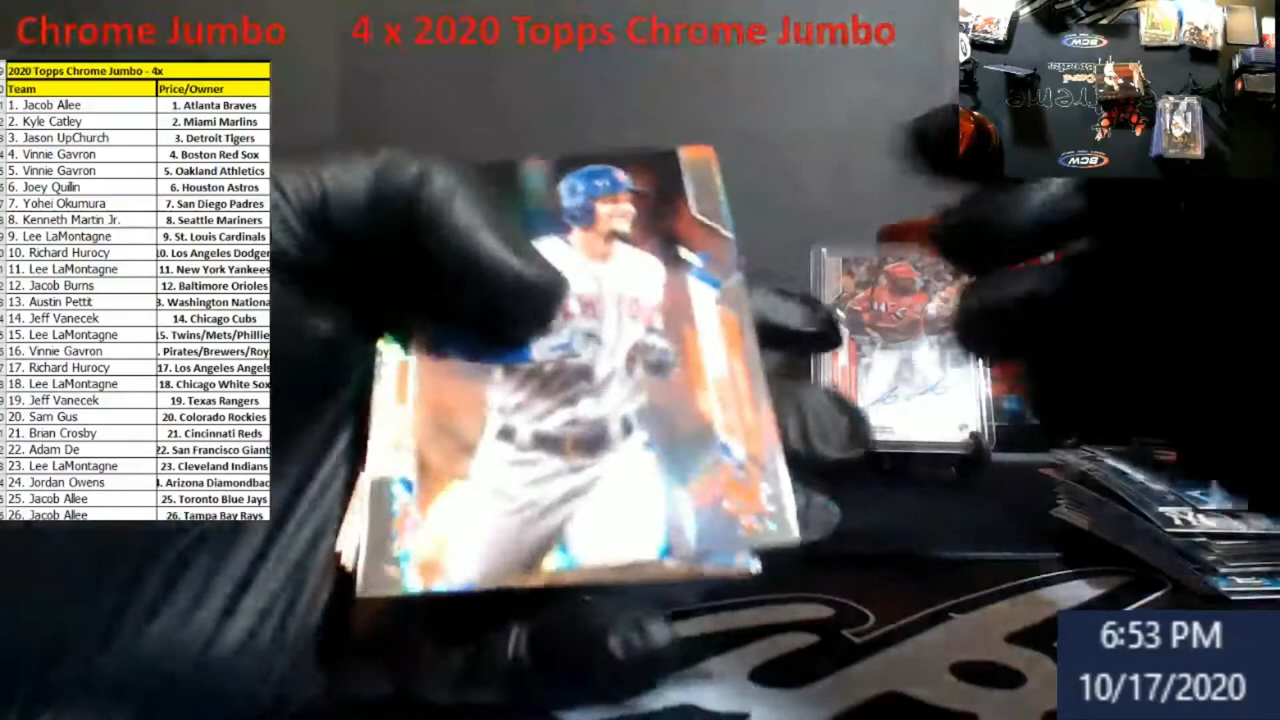 Chrome Jumbo 4 x 2020 Topps Chrome Jumbo
2020 Topps Chrome Jumbo - 4x
Team Price/Owner
1. Jacob Allee 1. Atlanta Braves
2. Kyle Catley 2. Miami Marlins
3. Jason UpChurch 3. Detroit Tigers
4. Vinnie Gavron 4. Boston Red Sox
5. Vinnie Gavron 5. Oakland Athletics
6. Joey Quilin 6. Houston Astros
7. Yohei Okumura 7. San Diego Padres
8. Kenneth Martin Jr. 8. Seattle Mariners
9. Lee LaMontagne 9. St. Louis Cardinals
10. Richard Hurocy 10. Los Angeles Dodger
11. Lee LaMontagne 11. New York Yankees
12. Jacob Burns 12. Baltimore Orioles
13. Austin Pettit 3. Washington Nationa
14. Jeff Vanecek 14. Chicago Cubs
15. Lee LaMontagne 15. Twins/Mets/Phillie
16. Vinnie Gavron . Pirates/Brewers/Roy
17. Richard Hurocy 17. Los Angeles Angels
18. Lee LaMontagne 18. Chicago White Sox
19. Jeff Vanecek 19. Texas Rangers
20. Sam Gus 20. Colorado Rockies
21. Brian Crosby 21. Cincinnati Reds
22. Adam De 22. San Francisco Giant
23. Lee LaMontagne 23. Cleveland Indians
24. Jordan Owens 4. Arizona Diamondbac
25. Jacob Allee 25. Toronto Blue Jays
26. Jacob Allee 26. Tampa Bay Rays
BCW
BCW
6:53 PM
10/17/2020